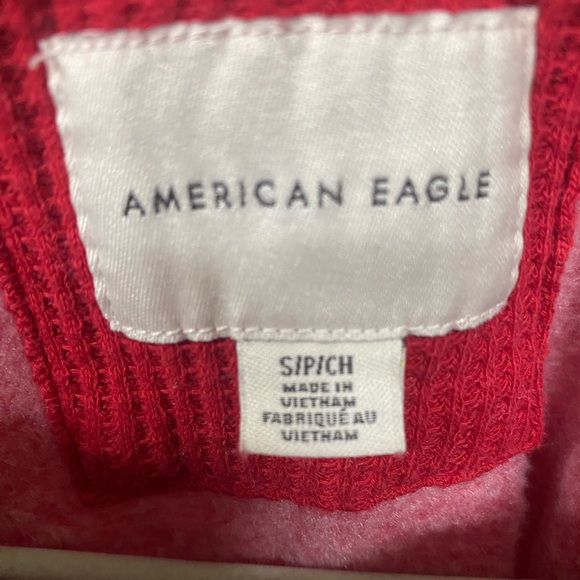 AMERICAN EAGLE
S/P/CH
MADE IN
VIETNAM
FABRIQUÉ AU
VIETNAM